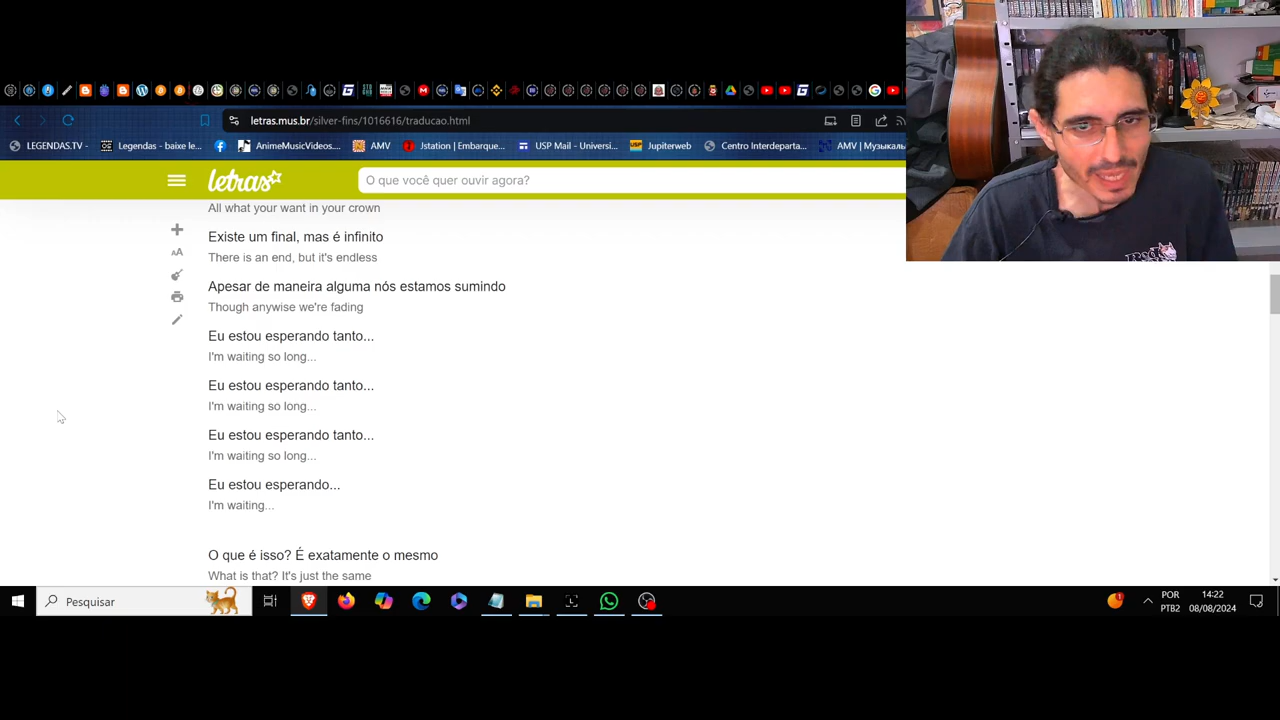 letras.mus.br/silver-fins/1016616/traducao.html
LEGENDAS.TV -
Legendas - baixe le...
AnimeMusicVideos....
AMV
Jstation | Embarque...
USP Mail - Universi...
Jupiterweb
Centro Interdeparta...
AMV | Музыкаль
letras
O que você quer ouvir agora?
All what your want in your crown
Existe um final, mas é infinito
There is an end, but it's endless
Apesar de maneira alguma nós estamos sumindo
Though anywise we're fading
Eu estou esperando tanto...
I'm waiting so long...
Eu estou esperando tanto...
I'm waiting so long...
Eu estou esperando tanto...
I'm waiting so long...
Eu estou esperando...
I'm waiting...
O que é isso? É exatamente o mesmo
What is that? It's just the same
AA
Pesquisar
1
POR
PTB2
14:22
08/08/2024